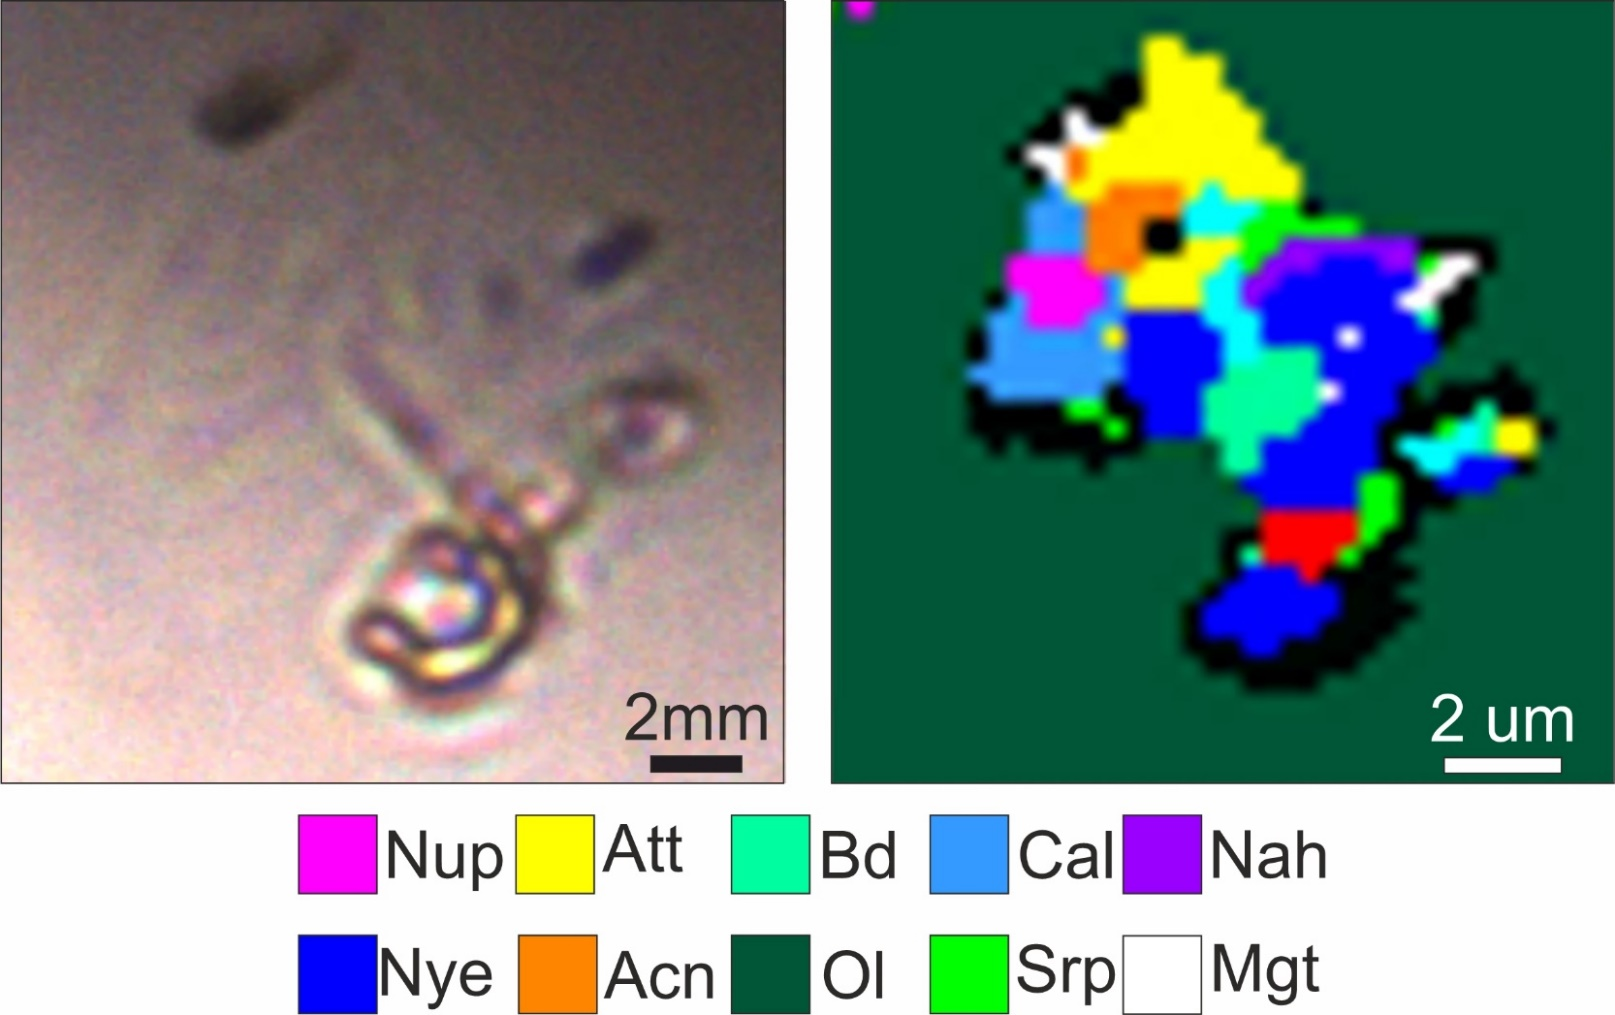 2mm
2 um
Nup Att Bd Cal Nah
Nye Acn Ol Srp Mgt